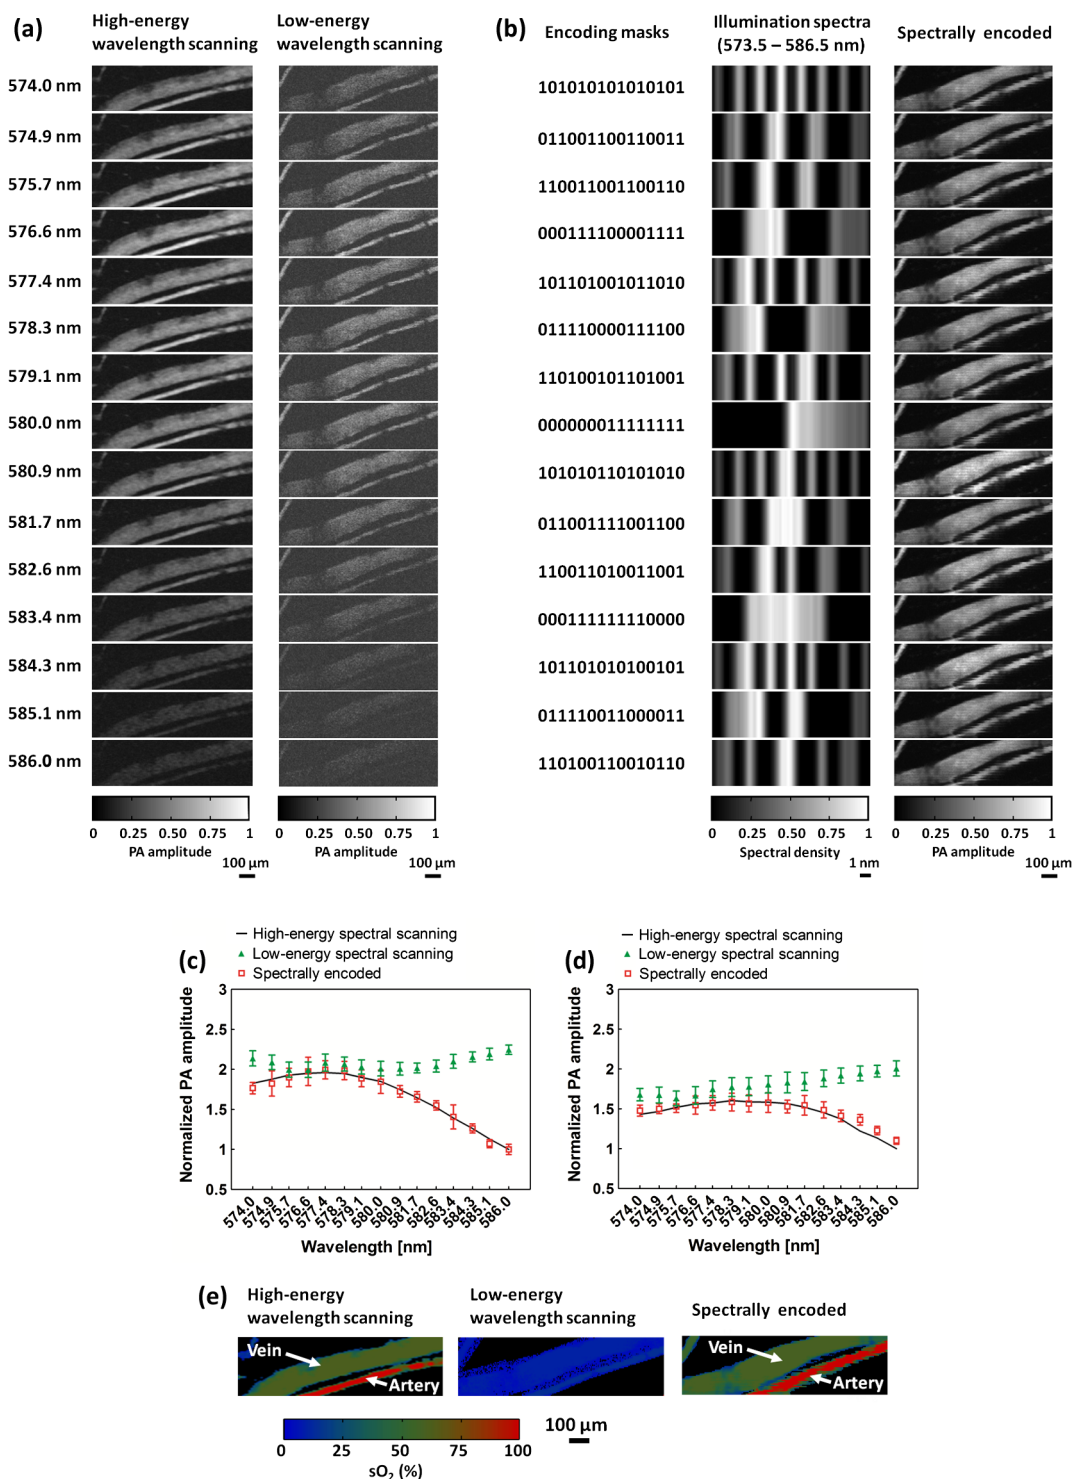 (a)
High-energy
wavelength scanning
Low-energy
wavelength scanning
574.0 nm
574.9 nm
575.7 nm
576.6 nm
577.4 nm
578.3 nm
579.1 nm
580.0 nm
580.9 nm
581.7 nm
582.6 nm
583.4 nm
584.3 nm
585.1 nm
586.0 nm
0 0.25 0.75 1
PA amplitude
100 µm
0 0.25 0.75 1
PA amplitude
100 µm
(b)
Encoding masks
Illumination spectra
(573.5 – 586.5 nm)
Spectrally encoded
101010101010101
011001100110011
110011001100110
000111100001111
101101001011010
011110000111100
110100101101001
000000011111111
101010110101010
011001111001100
110011010011001
000111111110000
101101010100101
011110011000011
110100110010110
0 0.25 0.50 0.75 1
Spectral density
1 nm
0 0.25 0.50 0.75 1
PA amplitude
100 µm
(c)
High-energy spectral scanning
Low-energy spectral scanning
Spectrally encoded
Normalized PA amplitude
3
2.5
2
1.5
1
0.5
574.0 574.9 575.7 576.6 577.4 578.3 579.1 580.0 580.9 581.7 582.6 583.4 584.3 585.1 586.0
Wavelength [nm]
(d)
High-energy spectral scanning
Low-energy spectral scanning
Spectrally encoded
Normalized PA amplitude
3
2.5
2
1.5
1
0.5
574.0 574.9 575.7 576.6 577.4 578.3 579.1 580.0 580.9 581.7 582.6 583.4 584.3 585.1 586.0
Wavelength [nm]
(e)
High-energy
wavelength scanning
Low-energy
wavelength scanning
Spectrally encoded
Vein
Artery
Vein
Artery
0 25 50 75 100
sO₂ (%)
100 µm